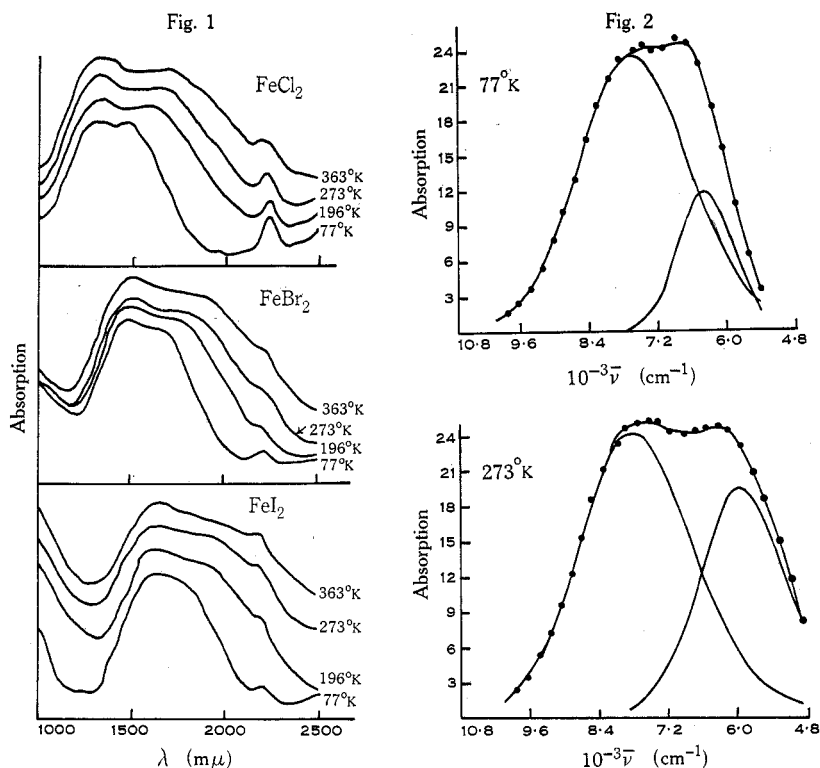 Fig. 1
FeCl2
363°K
273°K
196°K
77°K
FeBr2
363°K
273°K
196°K
77°K
FeI2
363°K
273°K
196°K
77°K
Absorption
1000 1500 2000 2500
λ (mμ)
Fig. 2
77°K
24
21
18
15
12
9
6
3
Absorption
10·8 9·6 8·4 7·2 6·0 4·8
10⁻³ν̄ (cm⁻¹)
273°K
24
21
18
15
12
9
6
3
Absorption
10·8 9·6 8·4 7·2 6·0 4·8
10⁻³ν̄ (cm⁻¹)